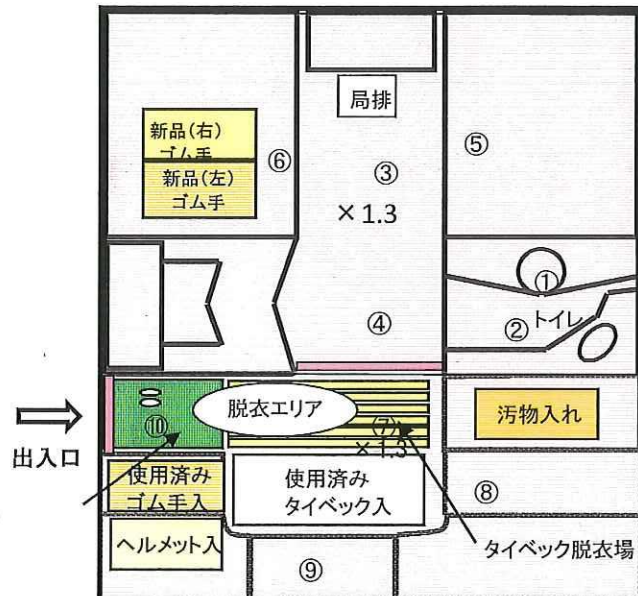 局排
新品(右)
ゴム手
新品(左)
ゴム手
⑥
③
× 1.3
⑤
①
④
②
トイレ
出入口
⑩
脱衣エリア
⑦
× 1.3
汚物入れ
使用済み
ゴム手入
使用済み
タイベック入
⑧
ヘルメット入
⑨
タイベック脱衣場